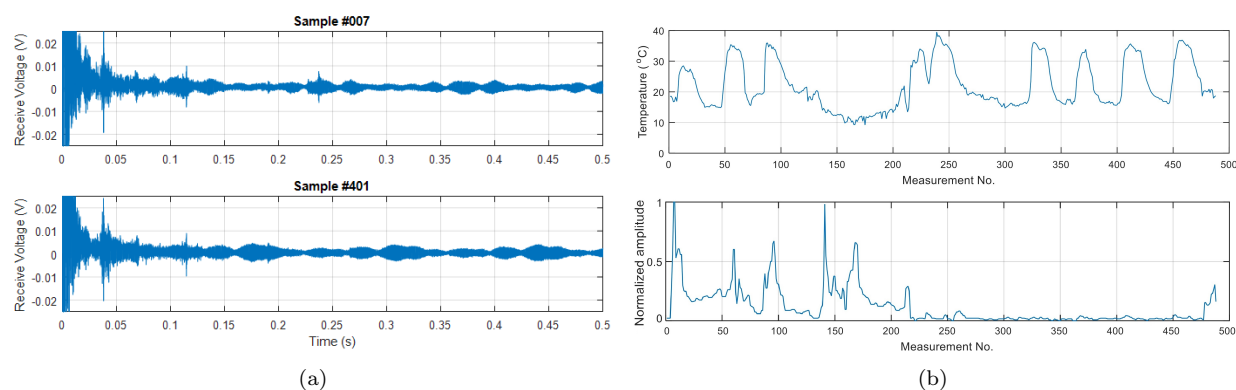 Sample #007
Receive Voltage (V)
0.02
0.01
0
-0.01
-0.02
0 0.05 0.1 0.15 0.2 0.25 0.3 0.35 0.4 0.45 0.5
Sample #401
Receive Voltage (V)
0.02
0.01
0
-0.01
-0.02
0 0.05 0.1 0.15 0.2 0.25 0.3 0.35 0.4 0.45 0.5
Time (s)
(a)
Temperature (°C)
40
30
20
10
0
0 50 100 150 200 250 300 350 400 450 500
Measurement No.
Normalized amplitude
1
0.5
0
0 50 100 150 200 250 300 350 400 450 500
Measurement No.
(b)